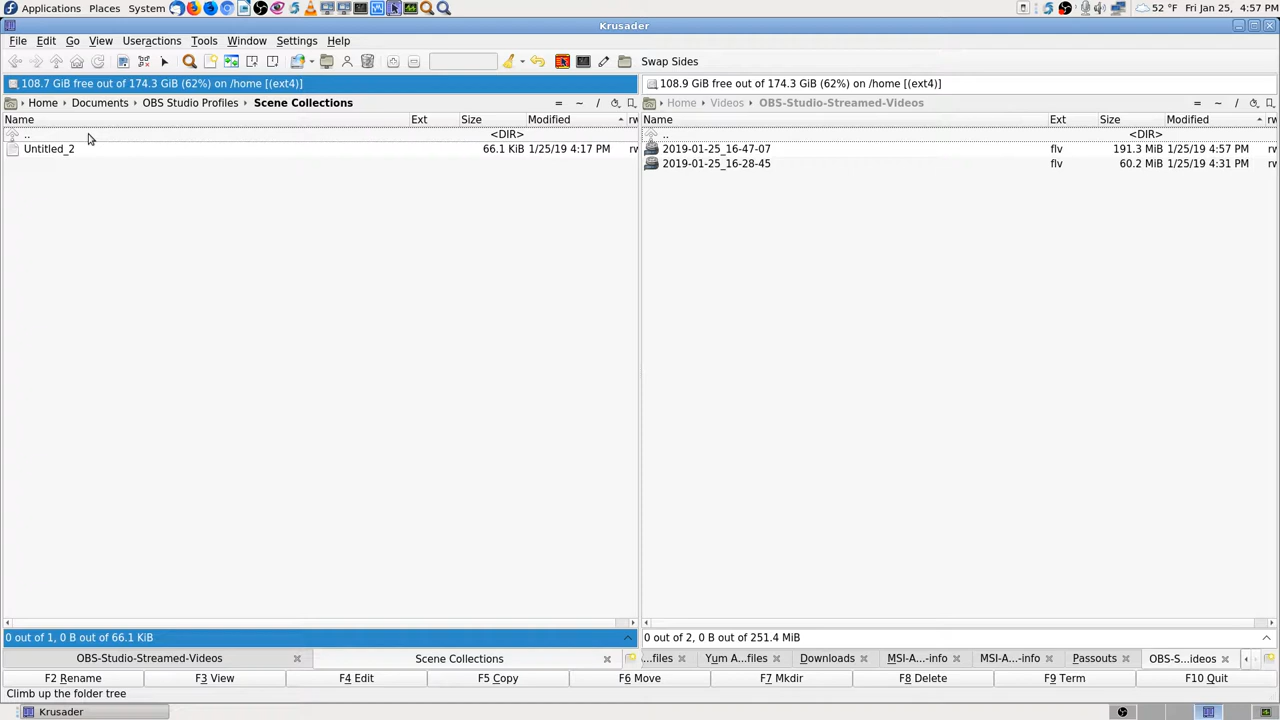 Applications Places System 52 °F Fri Jan 25, 4:57 PM
Krusader
File Edit Go View Useractions Tools Window Settings Help
Swap Sides
108.7 GiB free out of 174.3 GiB (62%) on /home [(ext4)]
108.9 GiB free out of 174.3 GiB (62%) on /home [(ext4)]
Home Documents OBS Studio Profiles Scene Collections = ~ /
Home Videos OBS-Studio-Streamed-Videos = ~ /
Name Ext Size Modified rw
Name Ext Size Modified rw
.. <DIR>
.. <DIR>
Untitled_2 66.1 KiB 1/25/19 4:17 PM rw
2019-01-25_16-47-07 flv 191.3 MiB 1/25/19 4:57 PM rw
2019-01-25_16-28-45 flv 60.2 MiB 1/25/19 4:31 PM rw
0 out of 1, 0 B out of 66.1 KiB
0 out of 2, 0 B out of 251.4 MiB
OBS-Studio-Streamed-Videos Scene Collections
...files Yum A...files Downloads MSI-A...-info MSI-A...-info Passouts OBS-S...ideos
F2 Rename F3 View F4 Edit F5 Copy F6 Move F7 Mkdir F8 Delete F9 Term F10 Quit
Climb up the folder tree
Krusader